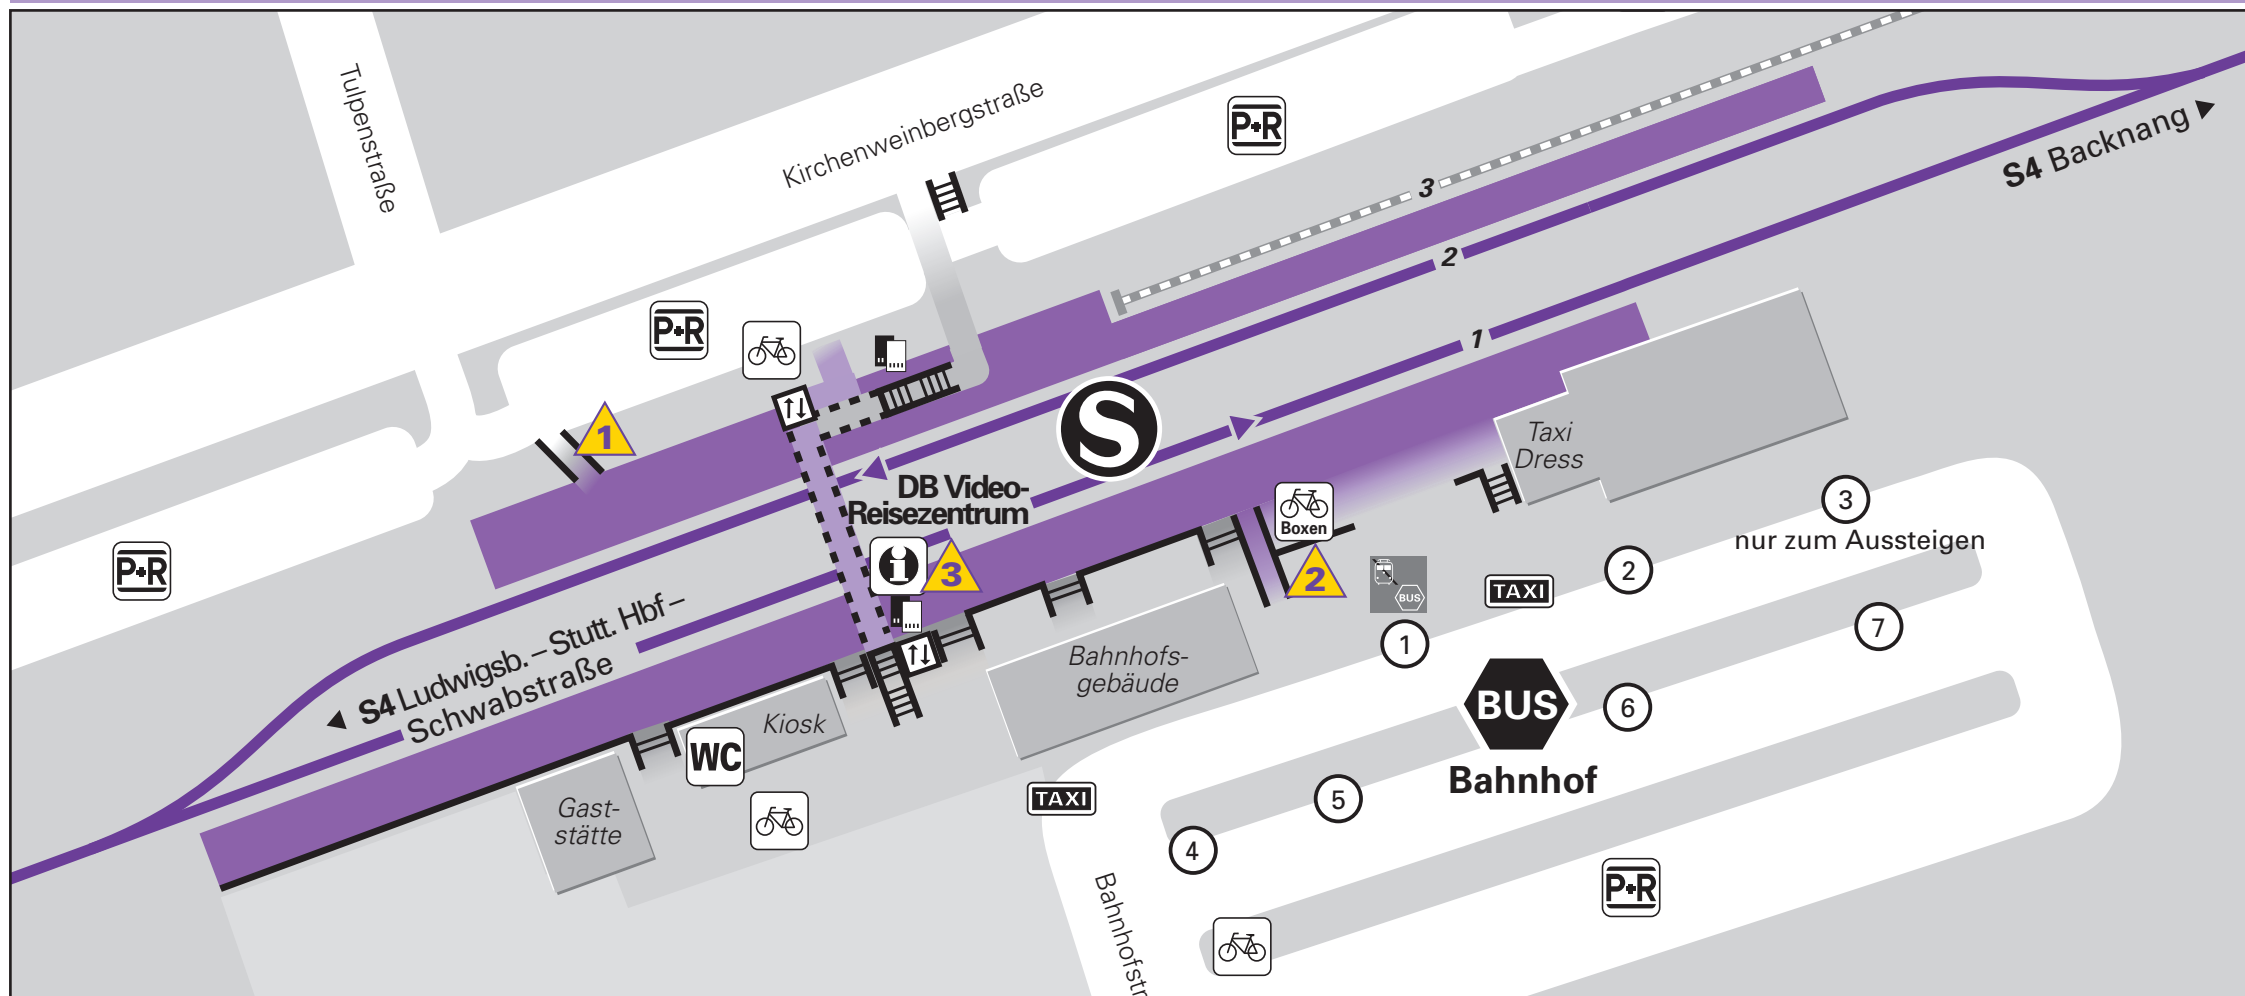 Tulpenstraße
Kirchenweinbergstraße
P+R
3
S4 Backnang
2
1
P+R
1
S
Taxi
Dress
DB Video-
Reisezentrum
i
3
Boxen
2
BUS
TAXI
3
nur zum Aussteigen
2
1
7
P+R
S4 Ludwigsb. – Stutt. Hbf –
Schwabstraße
Bahnhofs-
gebäude
BUS
Bahnhof
6
5
4
Kiosk
WC
Gast-
stätte
TAXI
P+R
Bahnhofstr